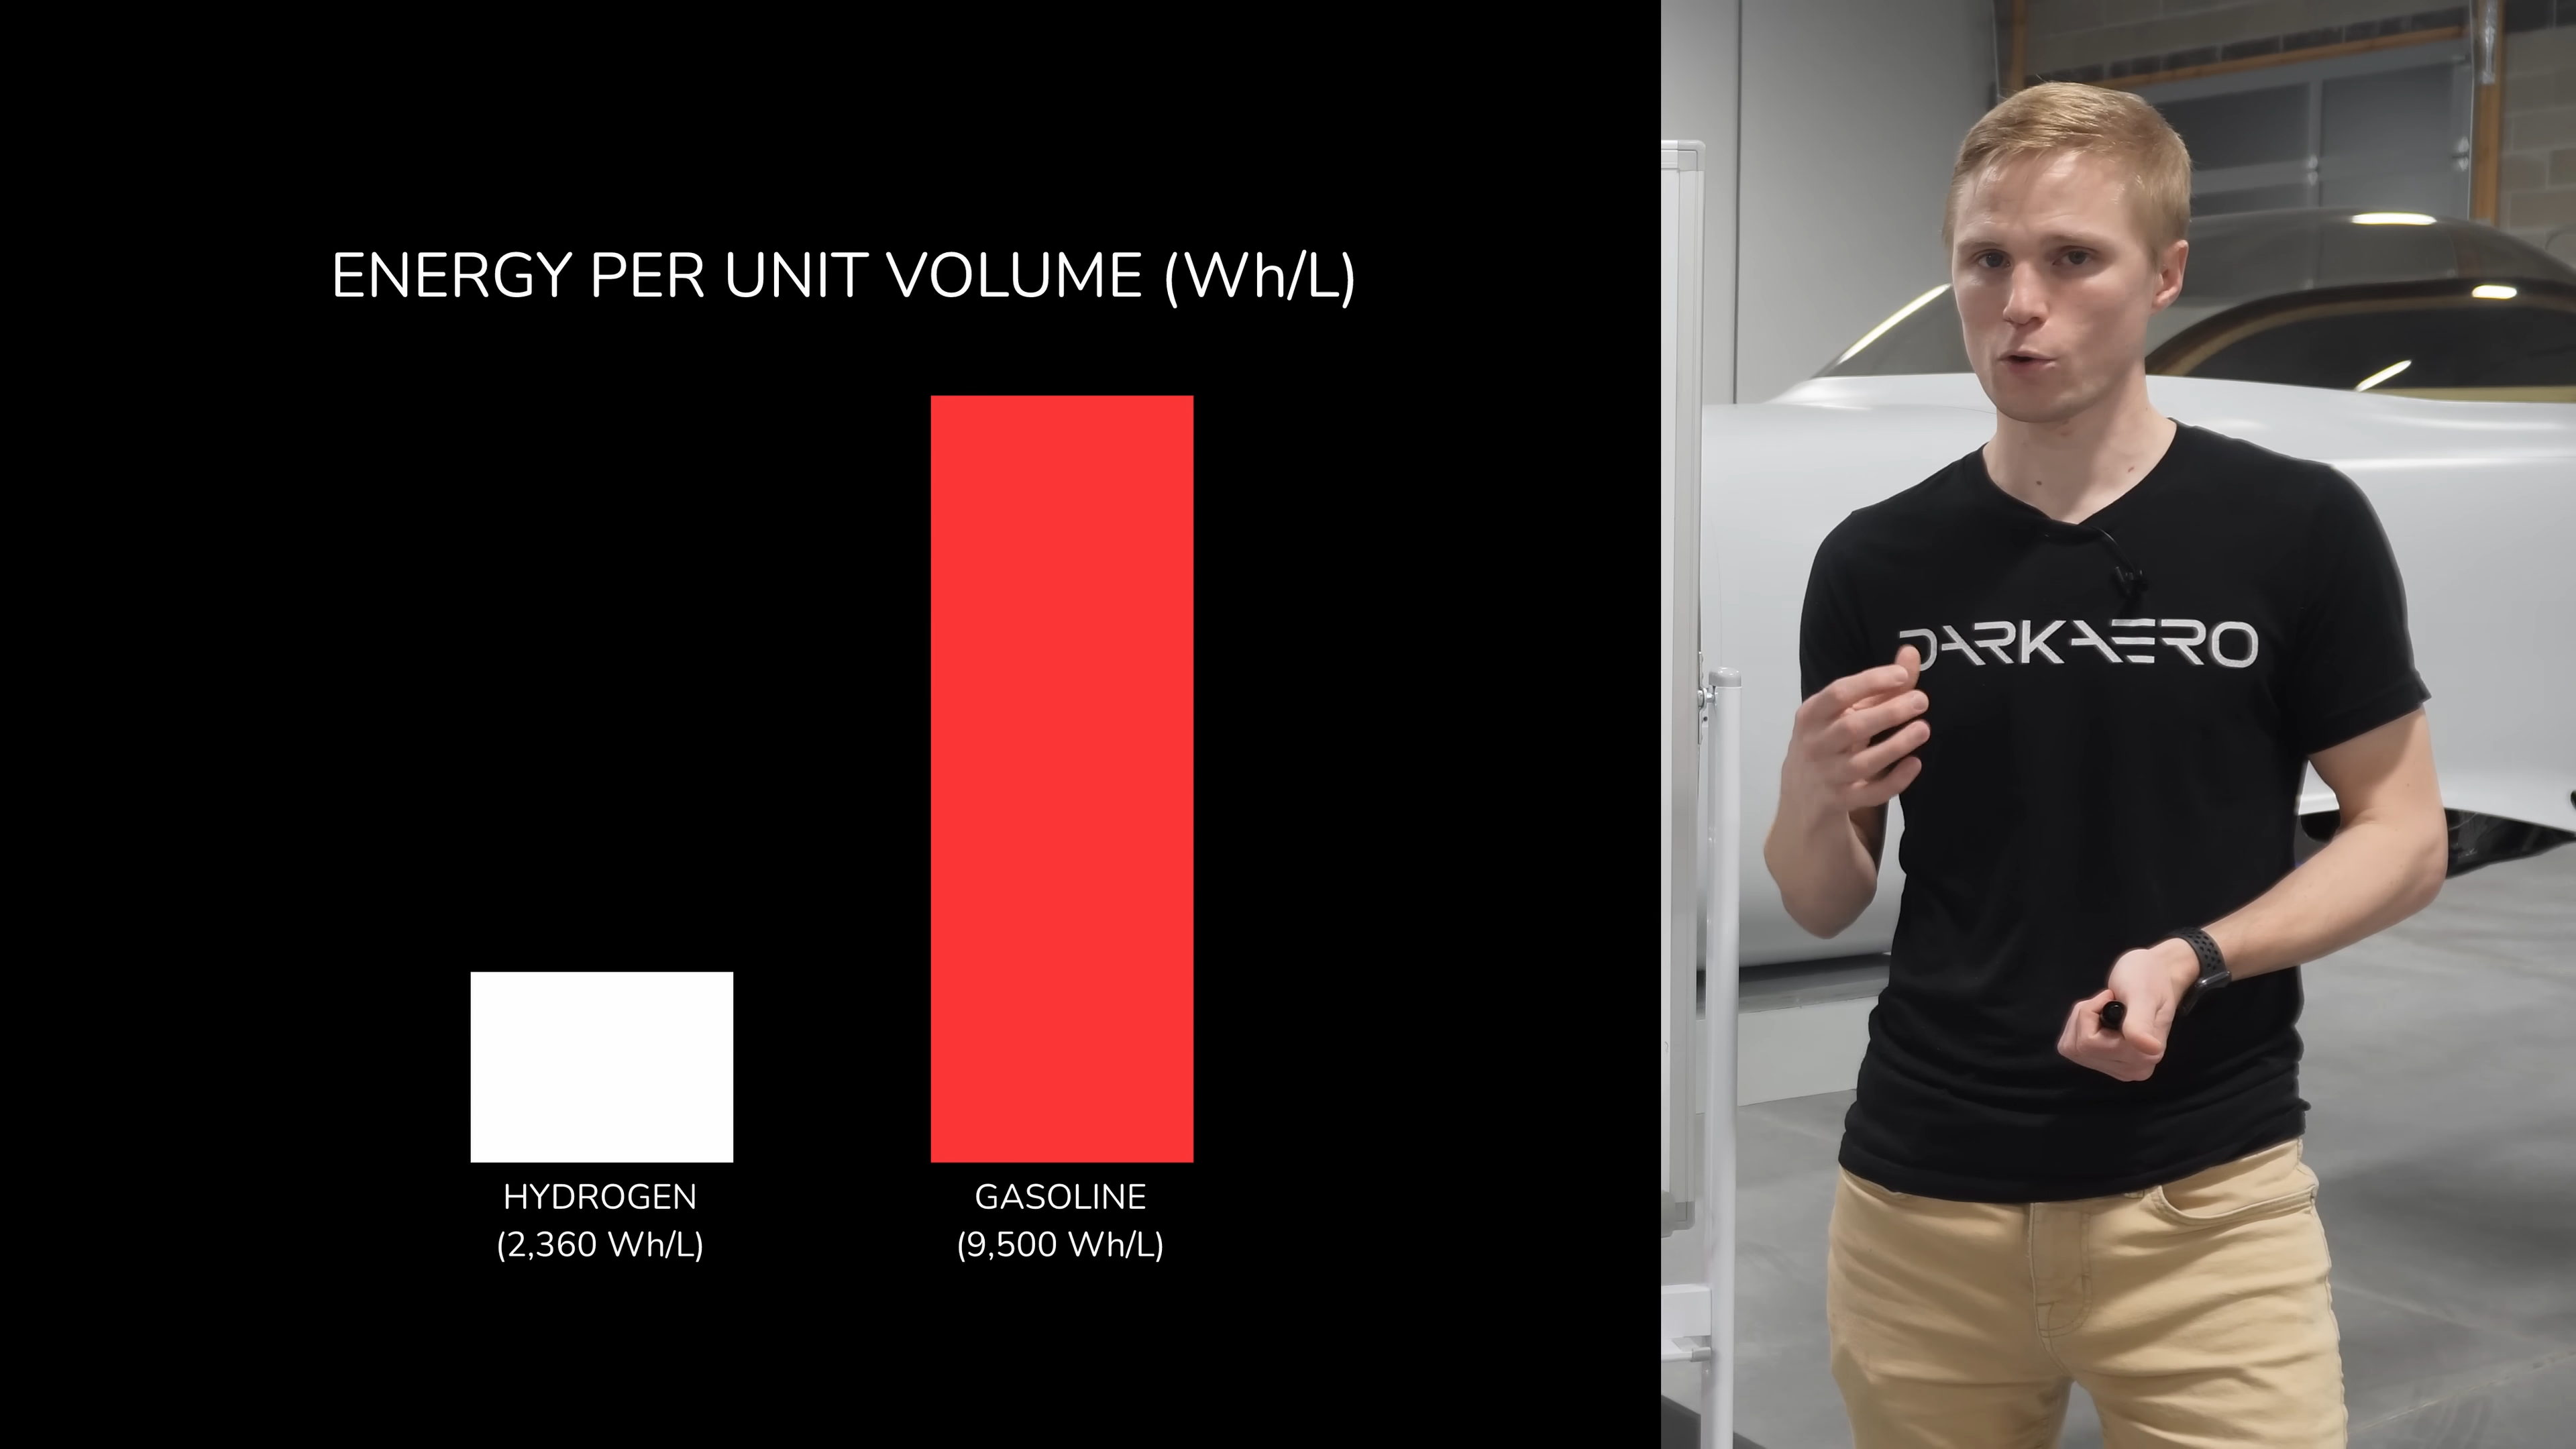 ENERGY PER UNIT VOLUME (Wh/L)
HYDROGEN
(2,360 Wh/L)
GASOLINE
(9,500 Wh/L)
DARKAERO